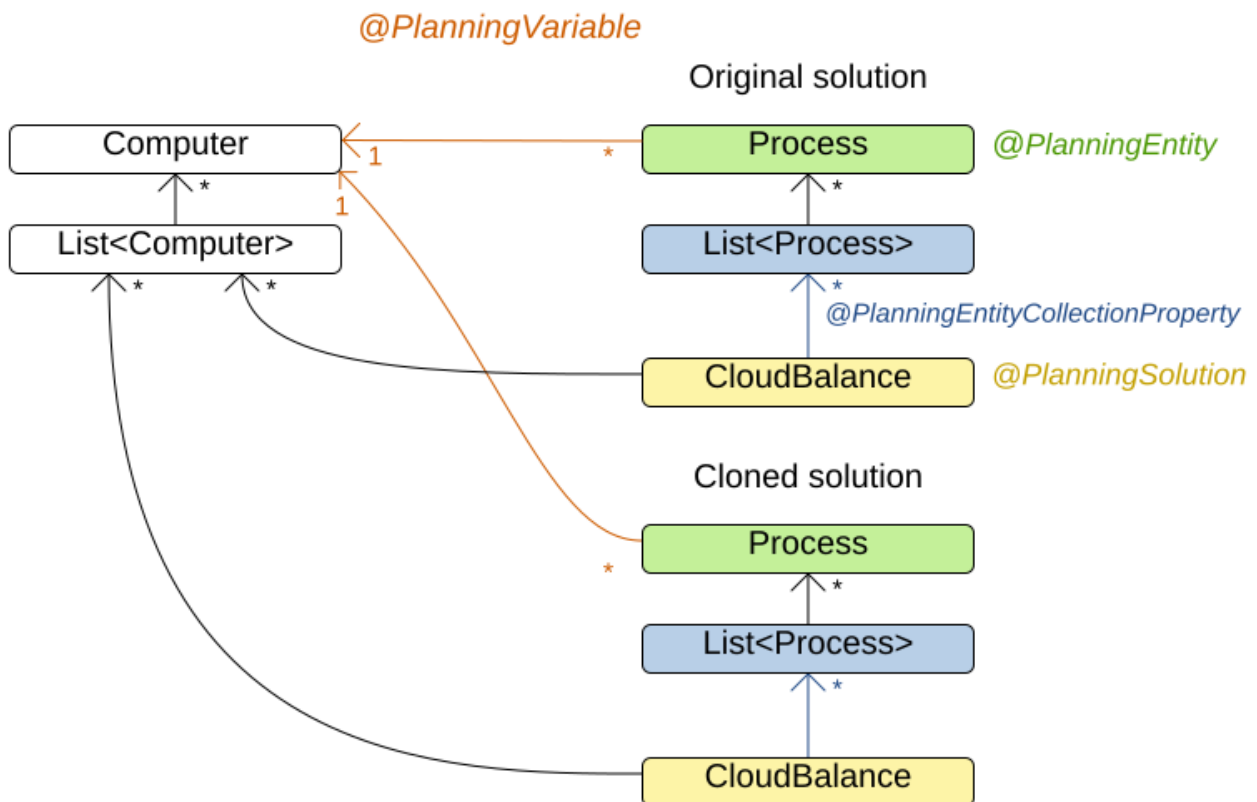 @PlanningVariable
Original solution
Computer
1
*
Process
@PlanningEntity
*
1
*
List<Computer>
List<Process>
*
*
*
@PlanningEntityCollectionProperty
CloudBalance
@PlanningSolution
Cloned solution
Process
*
*
List<Process>
*
CloudBalance